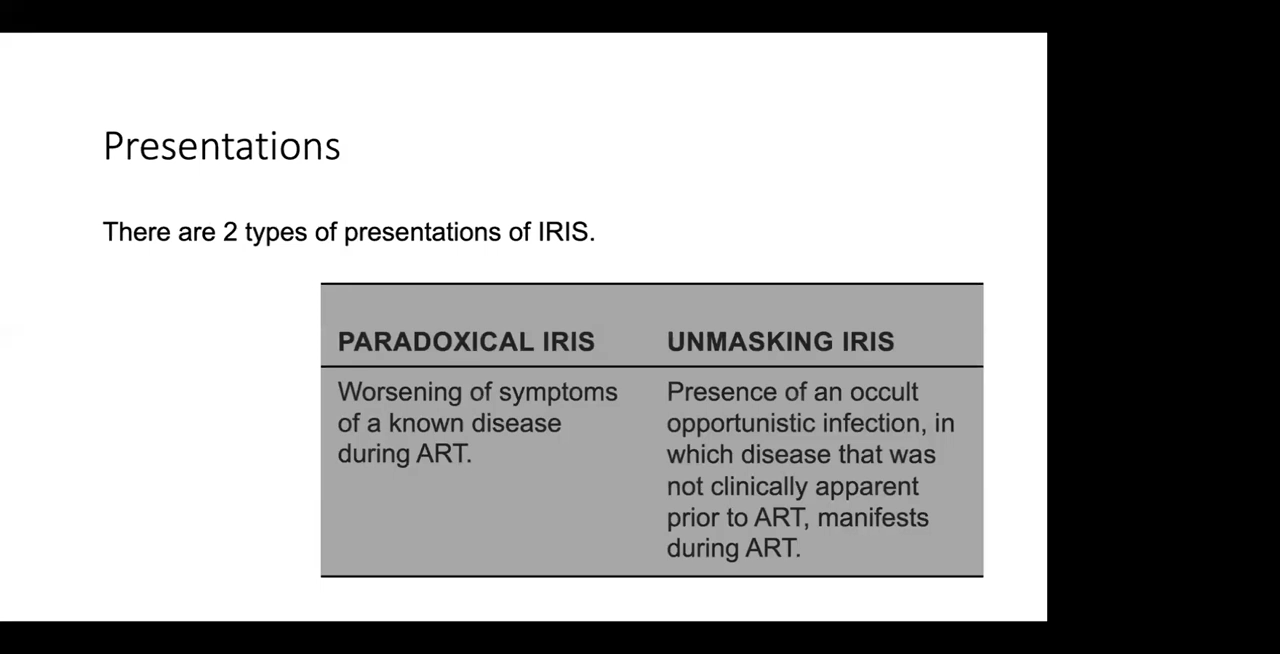 Presentations
There are 2 types of presentations of IRIS.
PARADOXICAL IRIS
Worsening of symptoms
of a known disease
during ART.
UNMASKING IRIS
Presence of an occult
opportunistic infection, in
which disease that was
not clinically apparent
prior to ART, manifests
during ART.